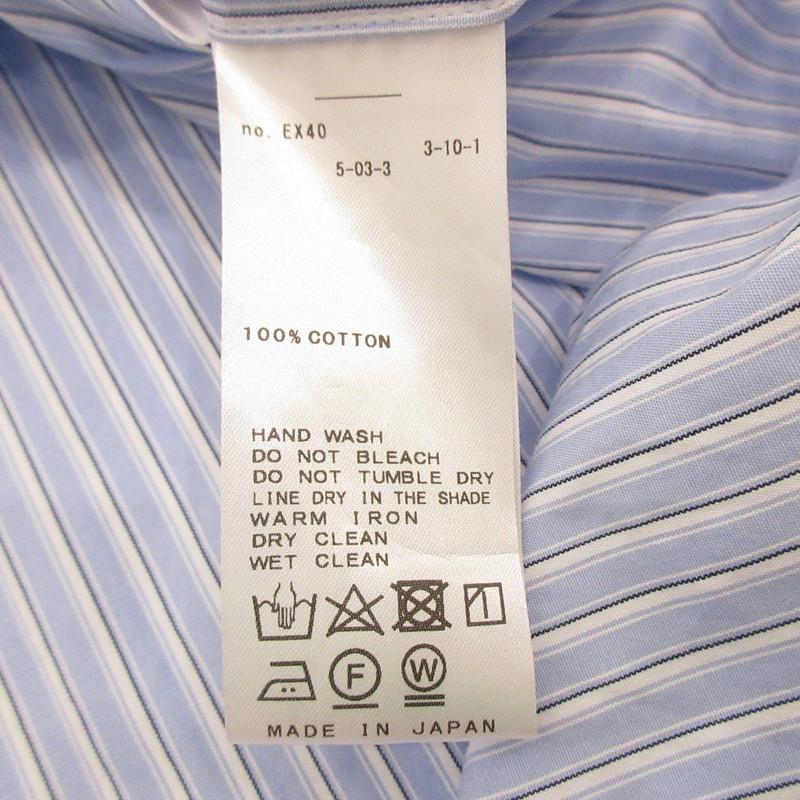 no. EX40
3-10-1
5-03-3
100% COTTON
HAND WASH
DO NOT BLEACH
DO NOT TUMBLE DRY
LINE DRY IN THE SHADE
WARM IRON
DRY CLEAN
WET CLEAN
F W
MADE IN JAPAN